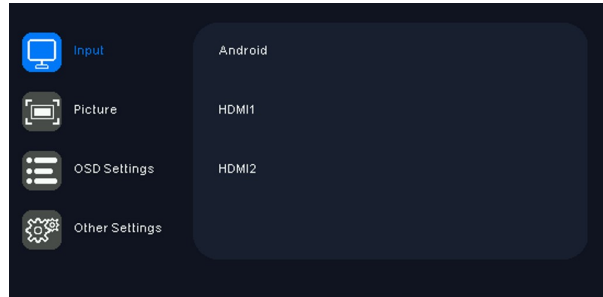 Input
Android
Picture
HDMI1
OSD Settings
HDMI2
Other Settings